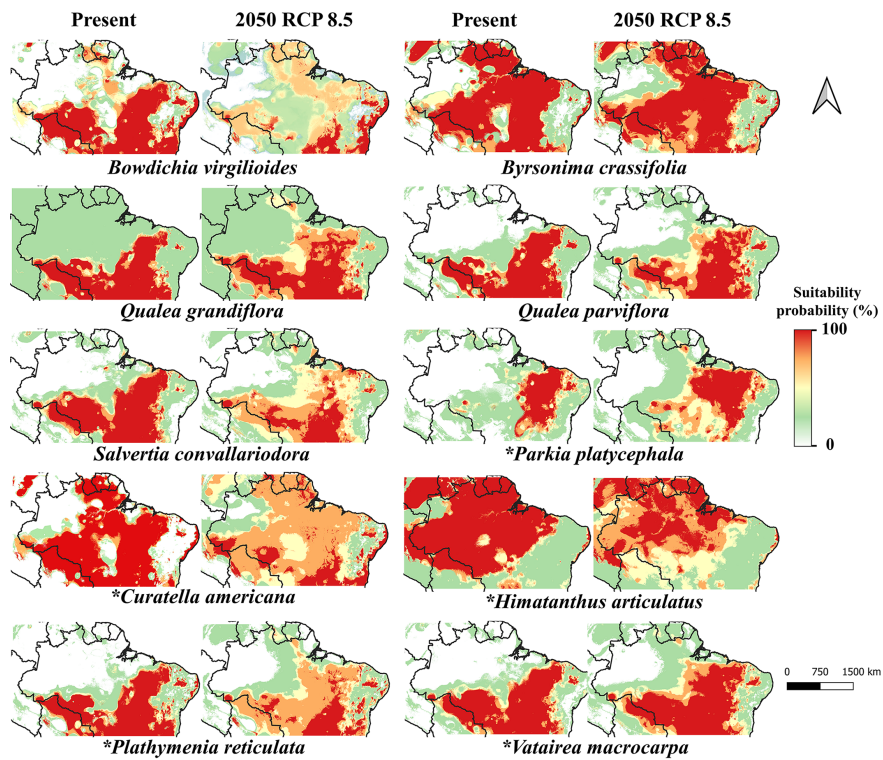 Present 2050 RCP 8.5 Present 2050 RCP 8.5
Bowdichia virgilioides Byrsonima crassifolia
Qualea grandiflora Qualea parviflora
Suitability
probability (%)
100
0
Salvertia convallariodora *Parkia platycephala
*Curatella americana *Himatanthus articulatus
0 750 1500 km
*Plathymenia reticulata *Vatairea macrocarpa